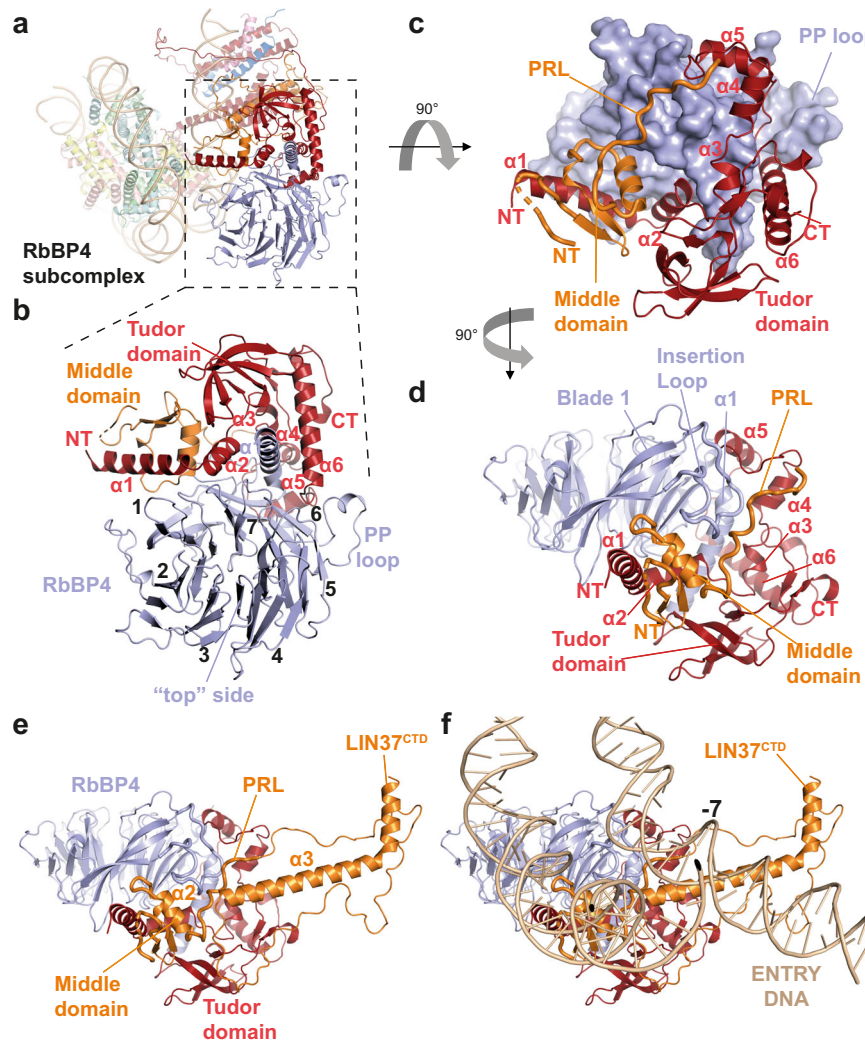 a
RbBP4
subcomplex
90°
c
PP loo
α5
PRL
α4
α3
α1
NT
NT
α2
CT
α6
Middle
domain
Tudor
domain
90°
b
Tudor
domain
Middle
domain
NT
α3
α4
CT
α
α2
α1
α5
α6
1
7
6
PP
loop
RbBP4
2
5
3
4
“top” side
d
Insertion
Loop
α1
Blade 1
PRL
α5
α4
α1
α3
NT
α6
α2
NT
CT
Tudor
domain
Middle
domain
e
LIN37CTD
RbBP4
PRL
α3
α2
Middle
domain
Tudor
domain
f
LIN37CTD
-7
ENTRY
DNA